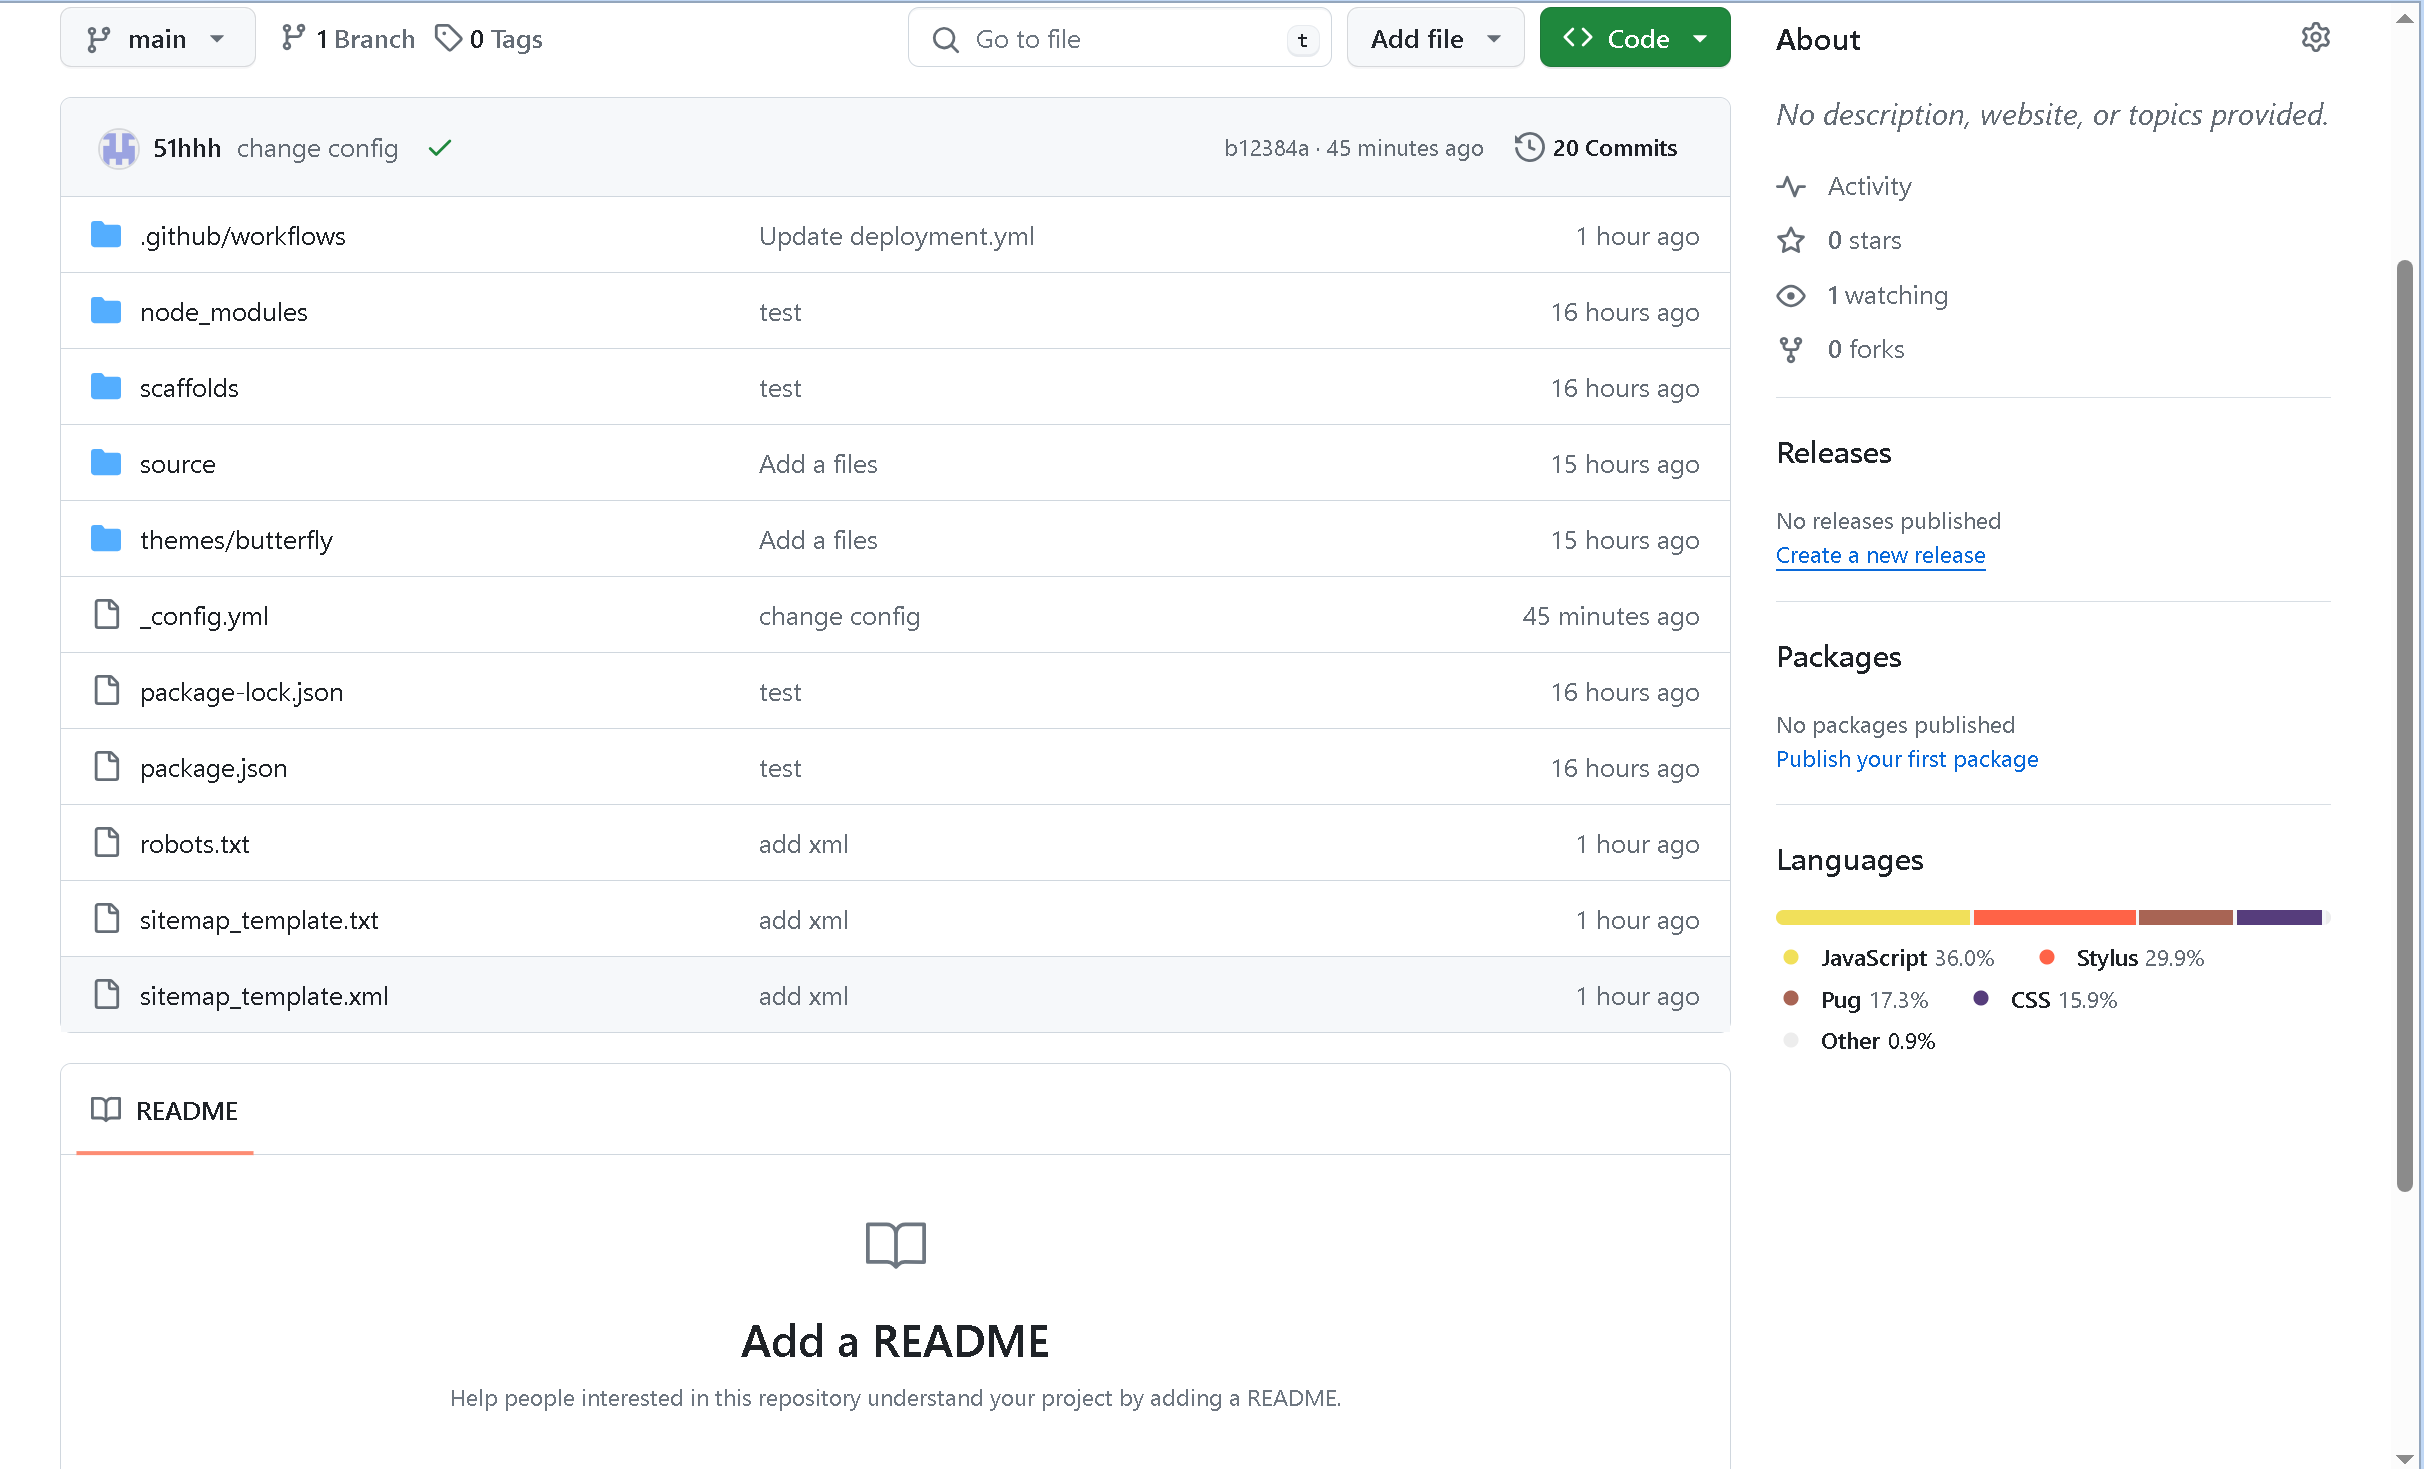 main
1 Branch
0 Tags
Go to file
t
Add file
Code
51hhh change config
b12384a · 45 minutes ago
20 Commits
.github/workflows Update deployment.yml 1 hour ago
node_modules test 16 hours ago
scaffolds test 16 hours ago
source Add a files 15 hours ago
themes/butterfly Add a files 15 hours ago
_config.yml change config 45 minutes ago
package-lock.json test 16 hours ago
package.json test 16 hours ago
robots.txt add xml 1 hour ago
sitemap_template.txt add xml 1 hour ago
sitemap_template.xml add xml 1 hour ago
README
Add a README
Help people interested in this repository understand your project by adding a README.
About
No description, website, or topics provided.
Activity
0 stars
1 watching
0 forks
Releases
No releases published
Create a new release
Packages
No packages published
Publish your first package
Languages
JavaScript 36.0% Stylus 29.9%
Pug 17.3% CSS 15.9%
Other 0.9%